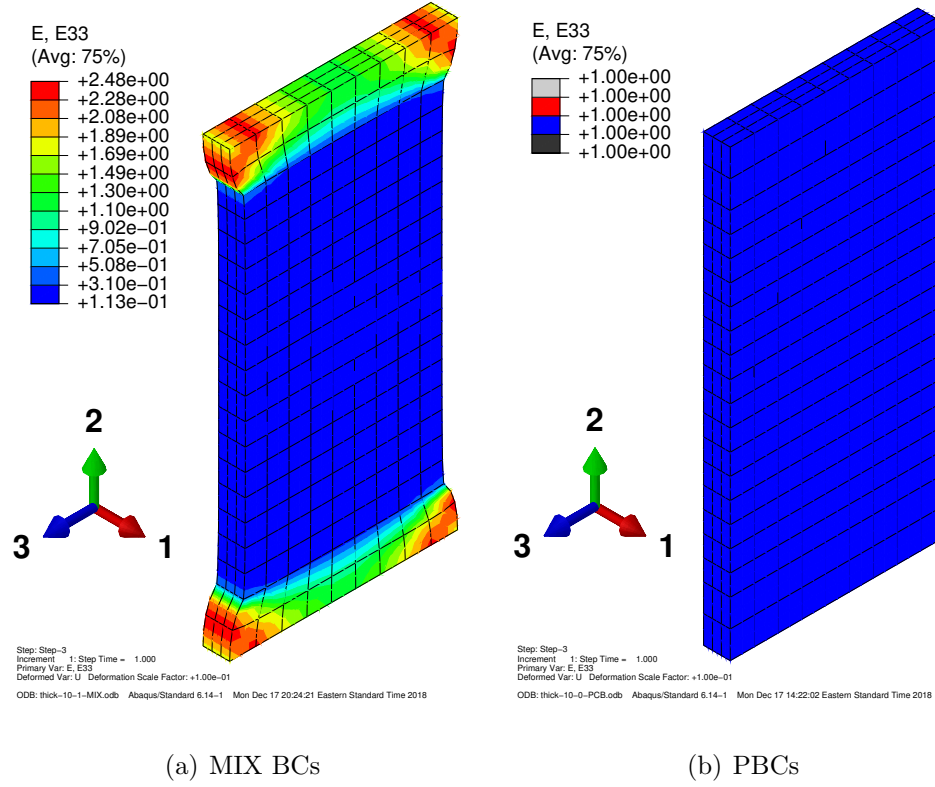 E, E33
(Avg: 75%)
+2.48e+00
+2.28e+00
+2.08e+00
+1.89e+00
+1.69e+00
+1.49e+00
+1.30e+00
+1.10e+00
+9.02e−01
+7.05e−01
+5.08e−01
+3.10e−01
+1.13e−01
2
3
1
Step: Step−3
Increment 1: Step Time = 1.000
Primary Var: E, E33
Deformed Var: U Deformation Scale Factor: +1.00e−01
ODB: thick−10−1−MIX.odb Abaqus/Standard 6.14−1 Mon Dec 17 20:24:21 Eastern Standard Time 2018
(a) MIX BCs
E, E33
(Avg: 75%)
+1.00e+00
+1.00e+00
+1.00e+00
+1.00e+00
+1.00e+00
2
3
1
Step: Step−3
Increment 1: Step Time = 1.000
Primary Var: E, E33
Deformed Var: U Deformation Scale Factor: +1.00e−01
ODB: thick−10−0−PCB.odb Abaqus/Standard 6.14−1 Mon Dec 17 14:22:02 Eastern Standard Time 2018
(b) PBCs